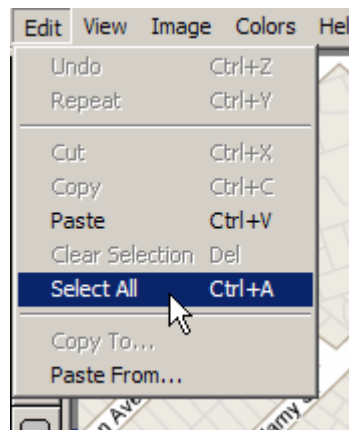 Edit View Image Colors
Undo Ctrl+Z
Repeat Ctrl+Y
Cut Ctrl+X
Copy Ctrl+C
Paste Ctrl+V
Clear Selection Del
Select All Ctrl+A
Copy To...
Paste From...